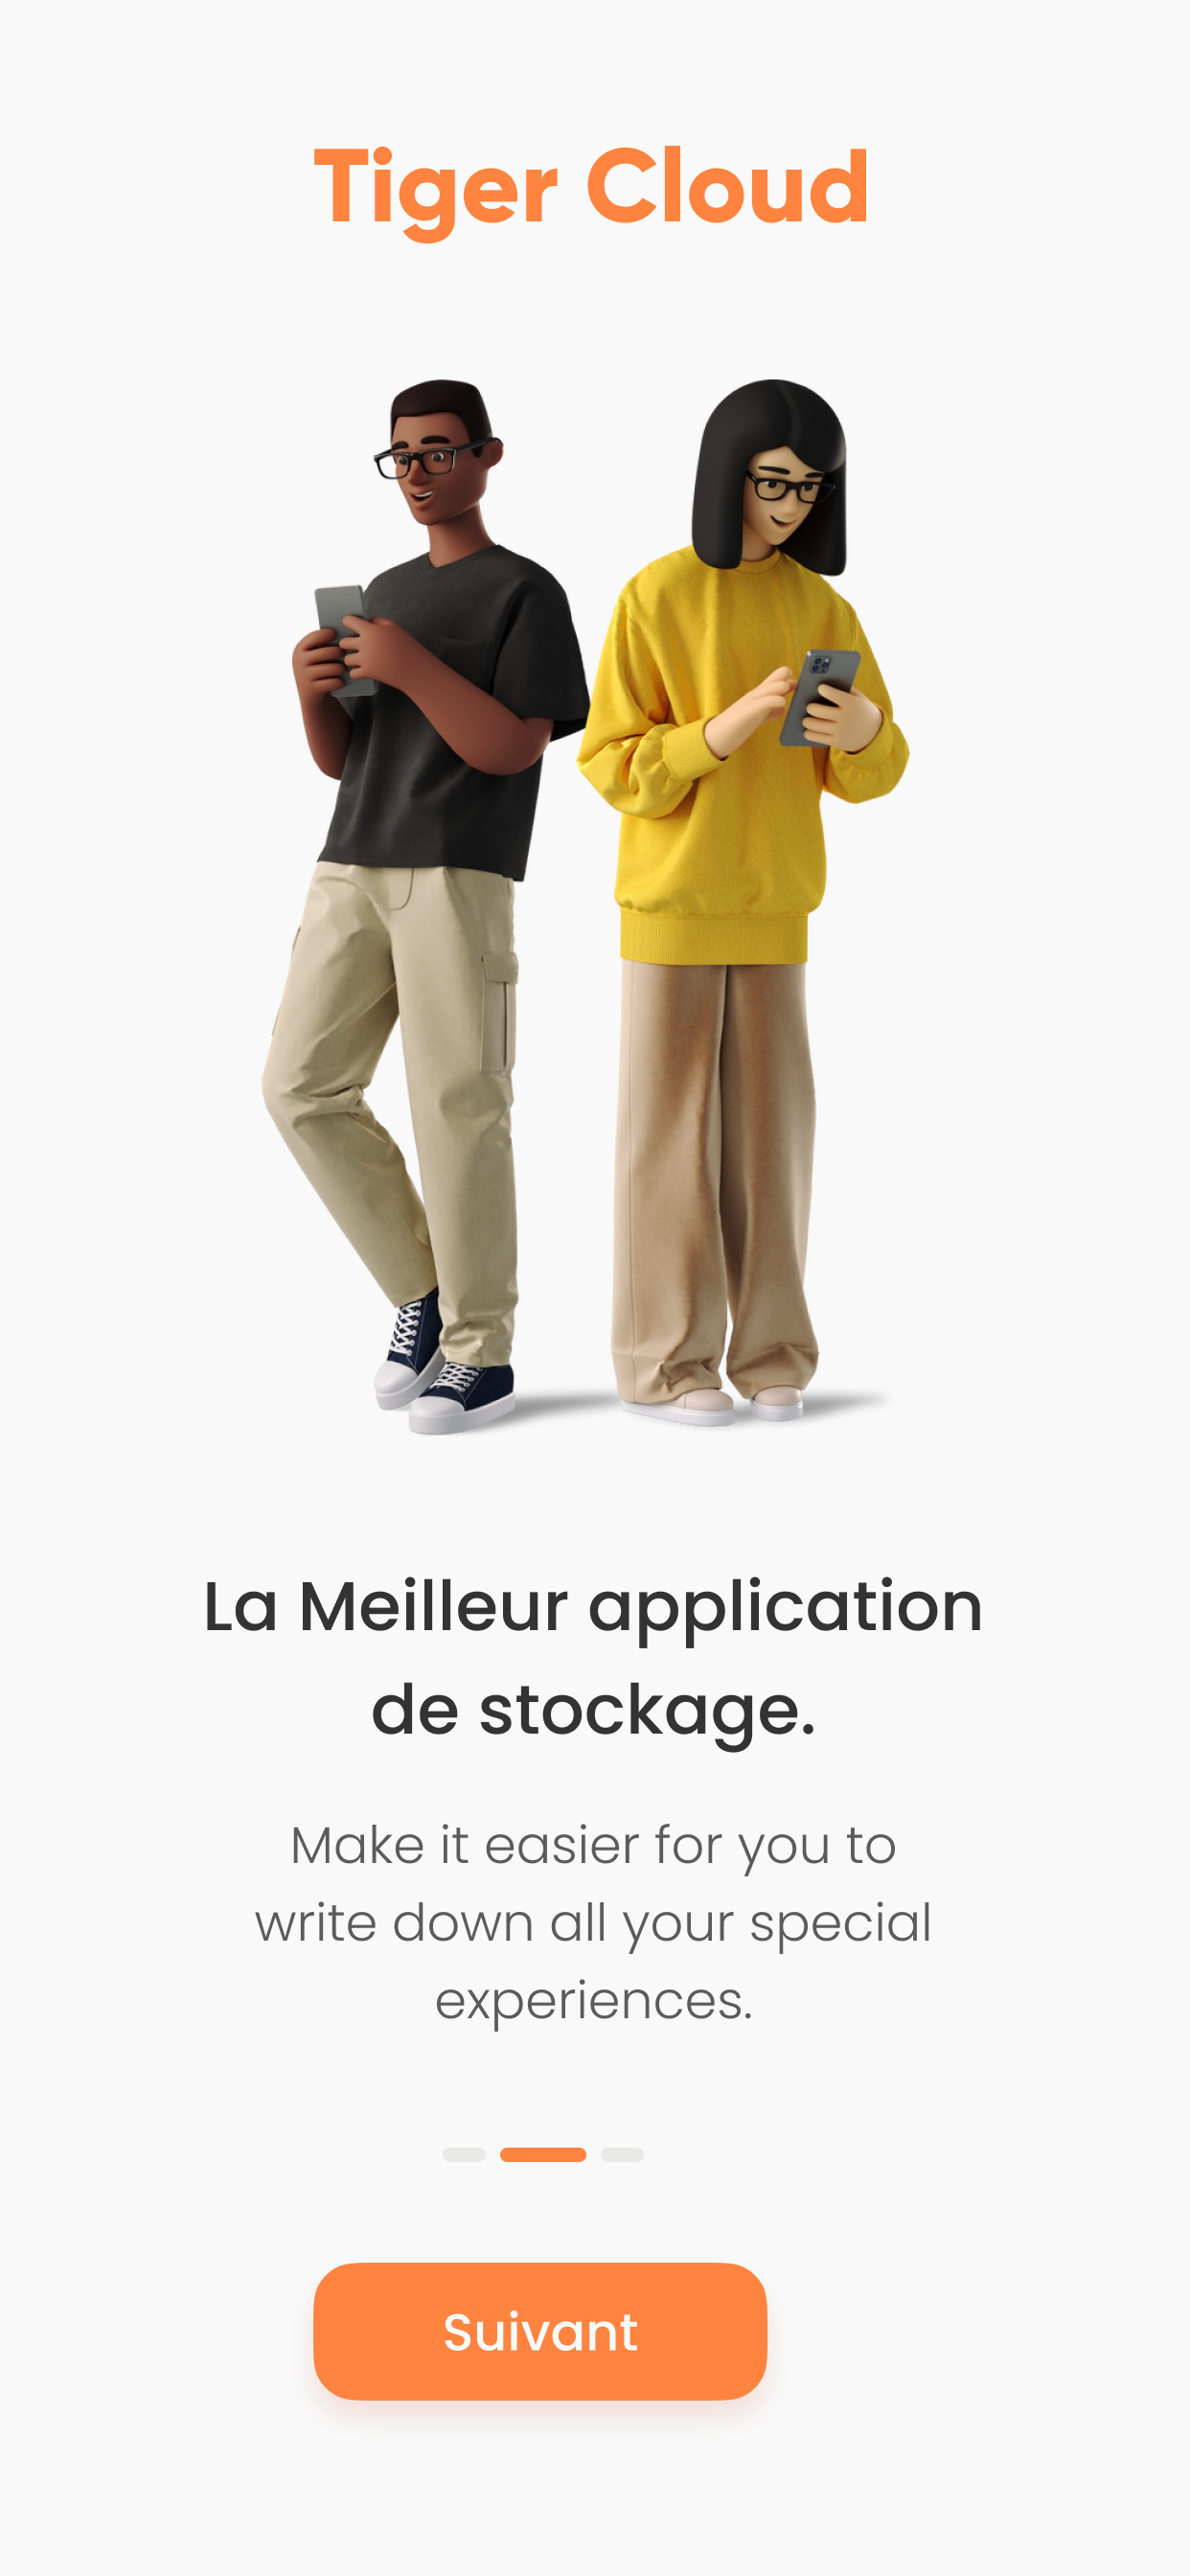 Tiger Cloud
La Meilleur application
de stockage.
Make it easier for you to
write down all your special
experiences.
Suivant